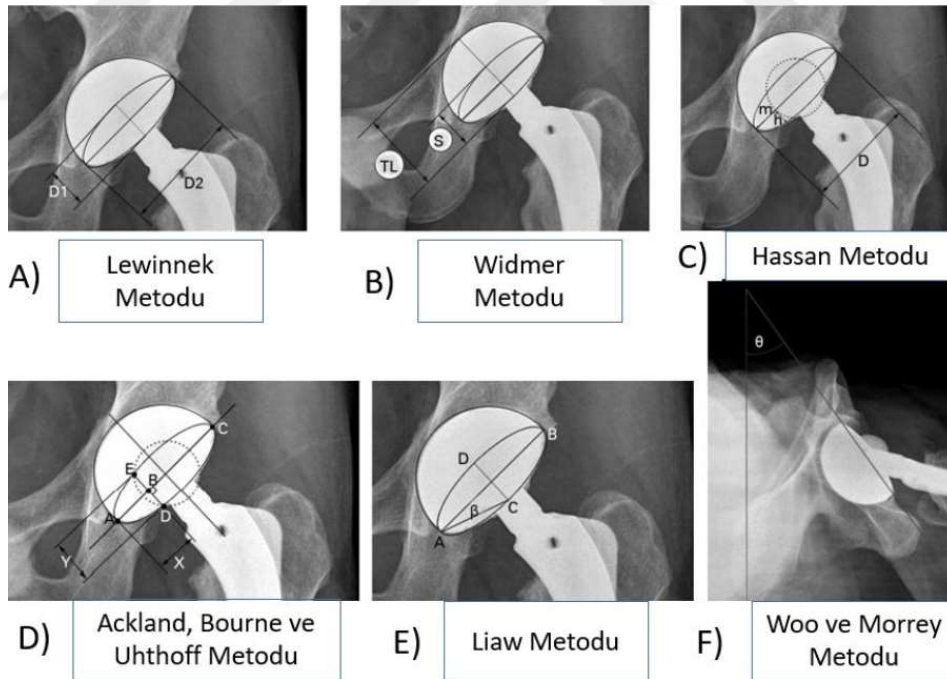 D1
D2
A)
Lewinnek
Metodu
TL
S
B)
Widmer
Metodu
m
h
D
C)
Hassan Metodu
E
B
C
A
D
Y
X
D)
Ackland, Bourne ve
Uhthoff Metodu
D
B
β
C
A
E)
Liaw Metodu
θ
F)
Woo ve Morrey
Metodu